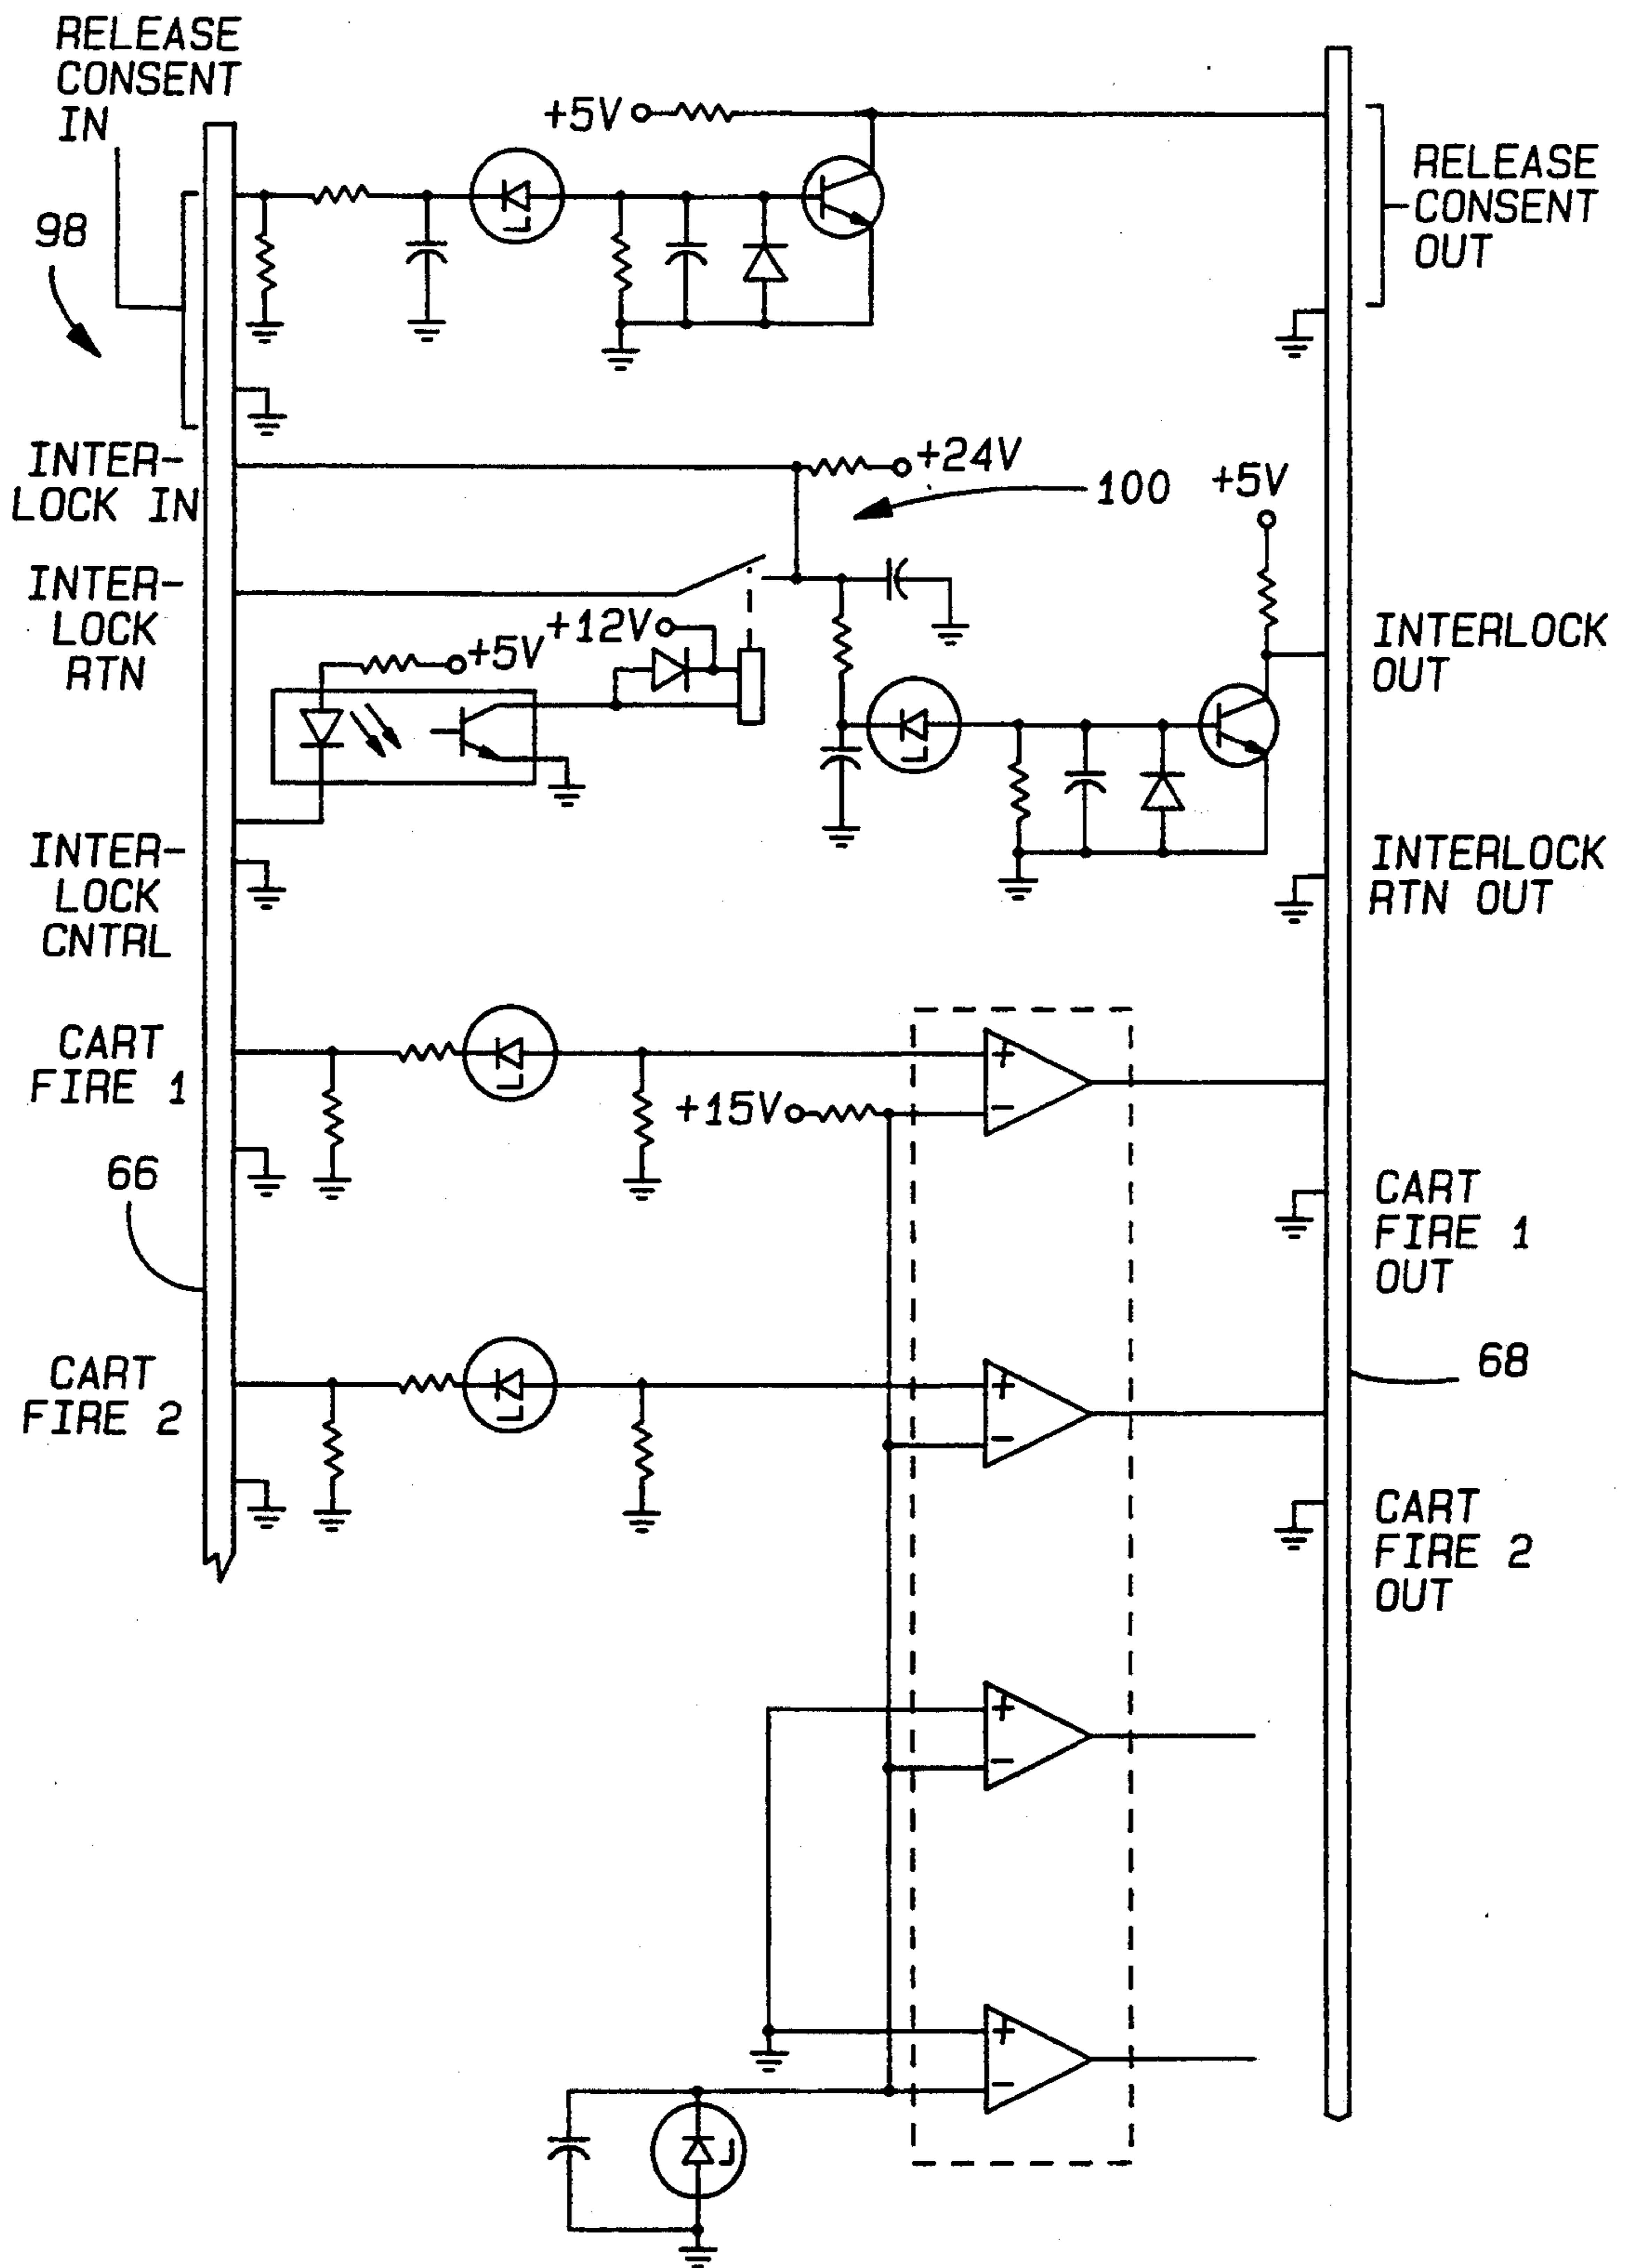 RELEASE
CONSENT
IN
+5V
RELEASE
CONSENT
OUT
98
INTER-
LOCK IN
+24V
100
+5V
INTER-
LOCK
RTN
+12V
+5V
INTERLOCK
OUT
INTER-
LOCK
CNTRL
INTERLOCK
RTN OUT
CART
FIRE 1
+
+15V
−
66
CART
FIRE 1
OUT
CART
FIRE 2
+
−
68
CART
FIRE 2
OUT
+
−
+
−